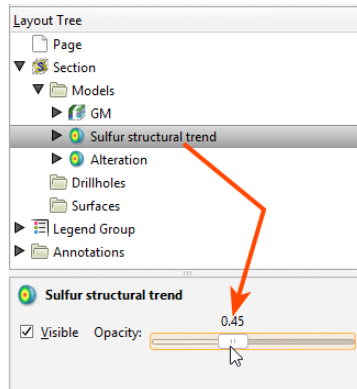 Layout Tree
Page
Section
Models
GM
Sulfur structural trend
Alteration
Drillholes
Surfaces
Legend Group
Annotations
Sulfur structural trend
0.45
Visible Opacity: